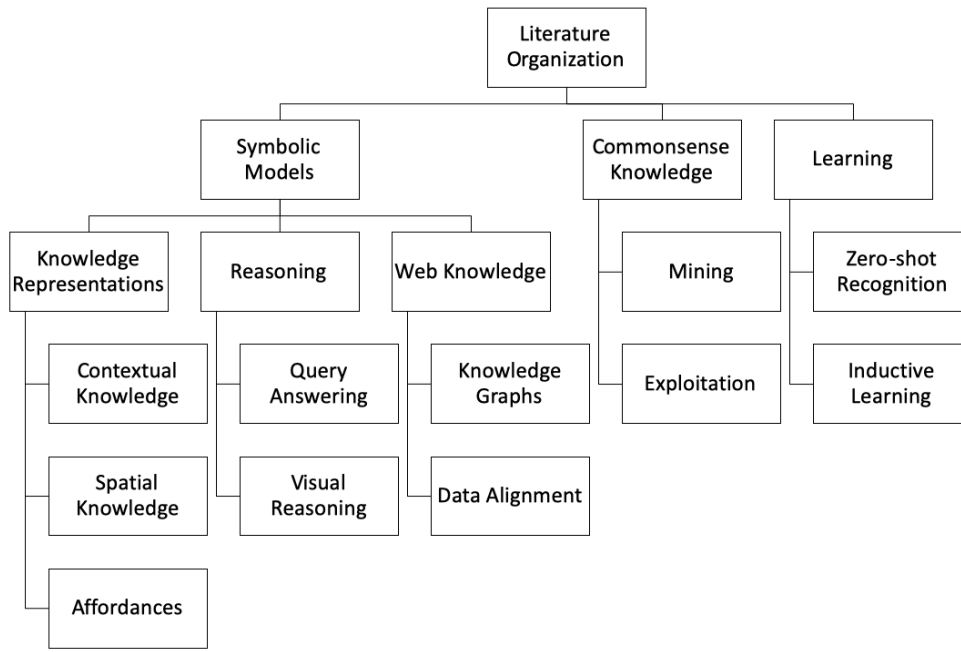 Literature
Organization
Symbolic
Models
Commonsense
Knowledge
Learning
Knowledge
Representations
Reasoning
Web Knowledge
Mining
Zero-shot
Recognition
Contextual
Knowledge
Query
Answering
Knowledge
Graphs
Exploitation
Inductive
Learning
Spatial
Knowledge
Visual
Reasoning
Data Alignment
Affordances